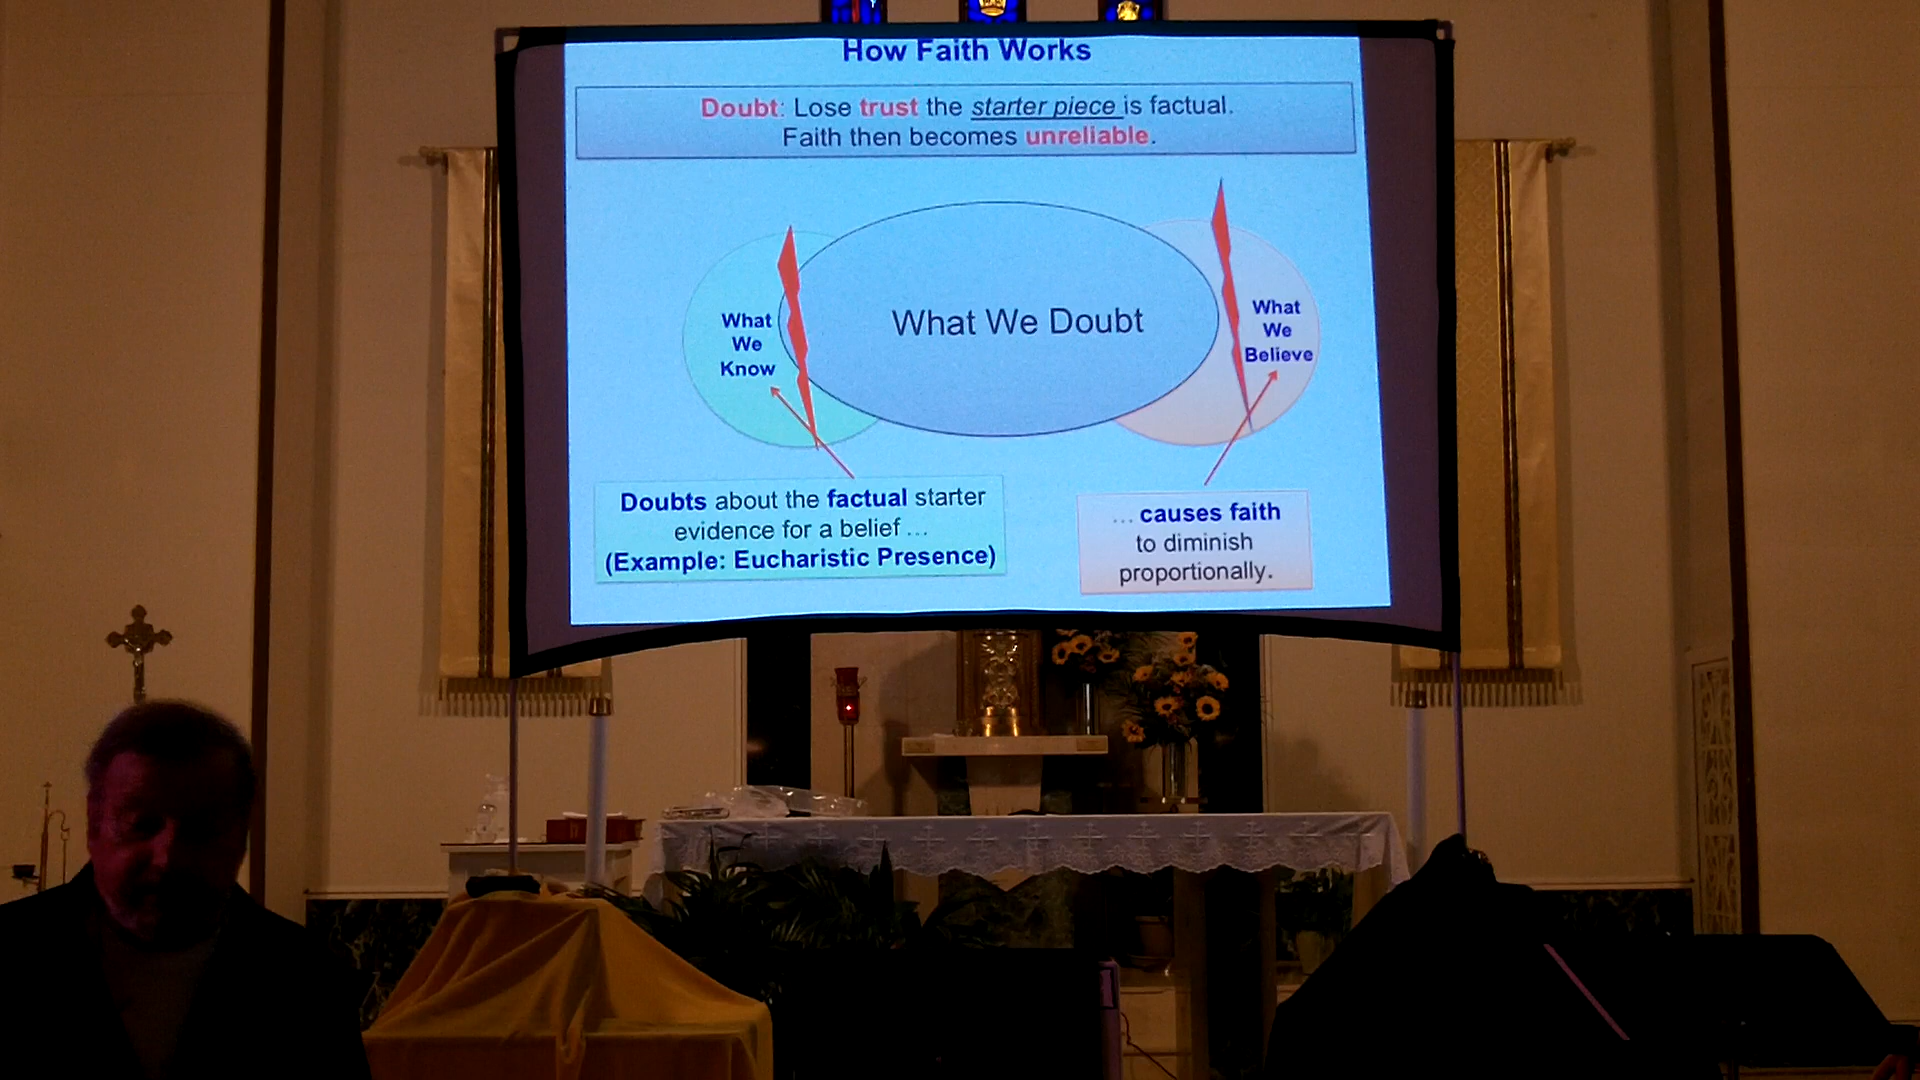 How Faith Works
Doubt: Lose trust the starter piece is factual.
Faith then becomes unreliable.
What We Doubt
What
We
Know
What
We
Believe
Doubts about the factual starter
evidence for a belief ...
(Example: Eucharistic Presence)
... causes faith
to diminish
proportionally.